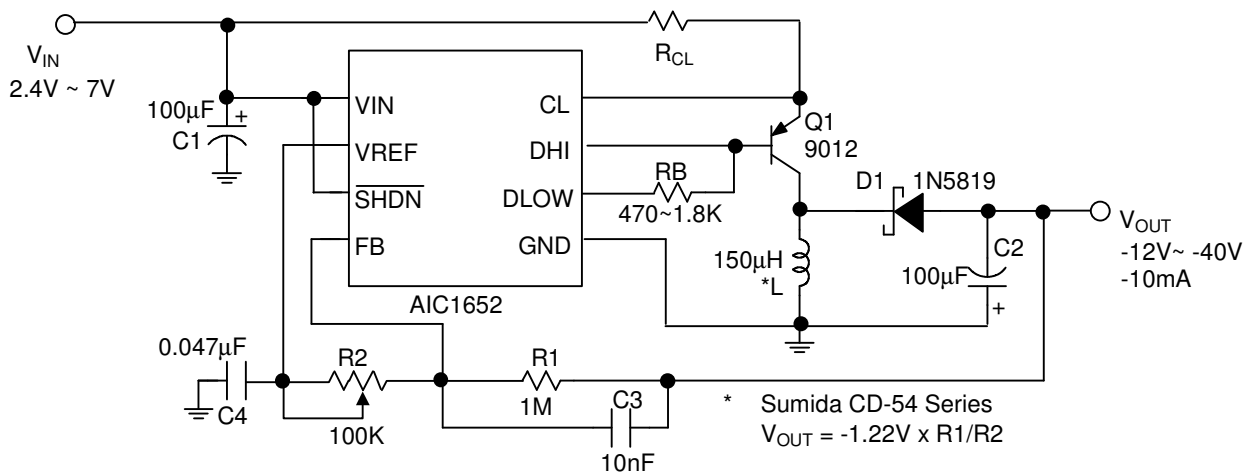 V_IN
2.4V ~ 7V
R_CL
100μF
+
C1
VIN
VREF
SHDN
FB
CL
DHI
DLOW
GND
AIC1652
RB
470~1.8K
Q1
9012
D1
1N5819
150μH
*L
100μF
C2
+
V_OUT
-12V~ -40V
-10mA
0.047μF
C4
R2
100K
R1
1M
C3
10nF
* Sumida CD-54 Series
V_OUT = -1.22V x R1/R2